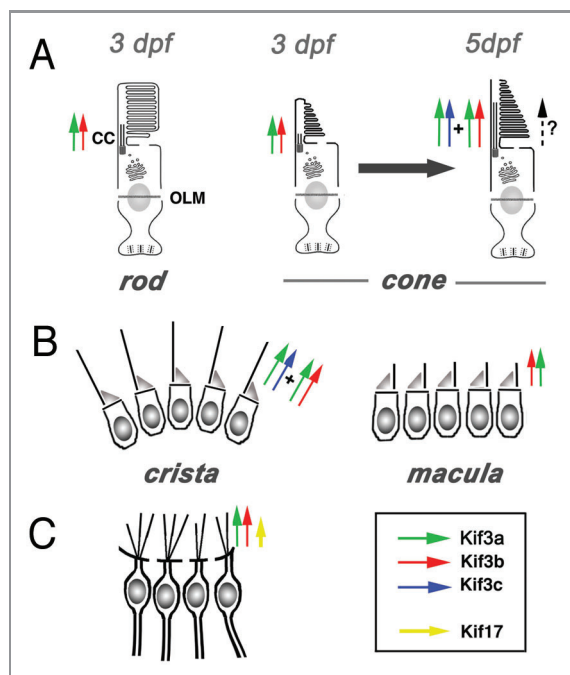 3 dpf 3 dpf 5dpf
A
CC
+
?
OLM
rod
cone
B
+
crista
macula
C
Kif3a
Kif3b
Kif3c
Kif17